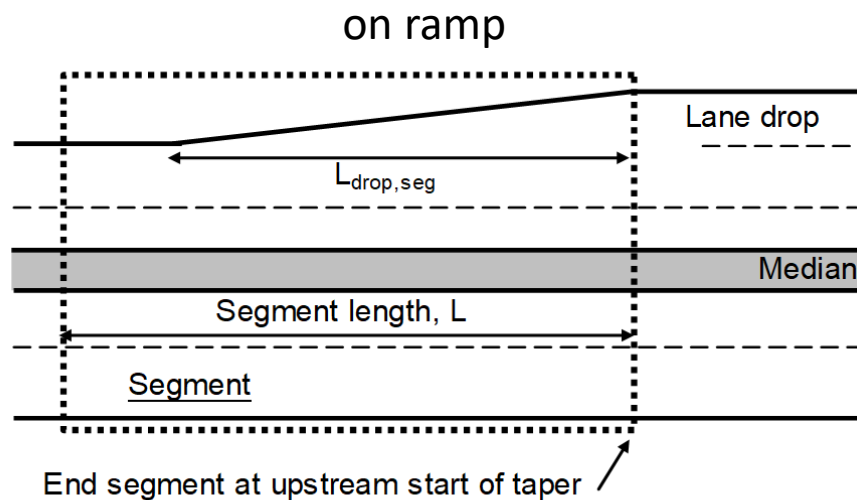 on ramp
Lane drop
Ldrop,seg
Median
Segment length, L
Segment
End segment at upstream start of taper